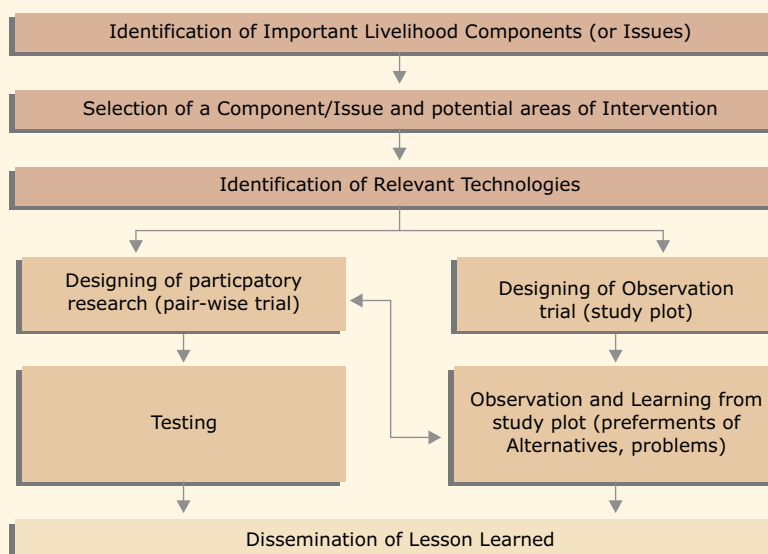 Identification of Important Livelihood Components (or Issues)
Selection of a Component/Issue and potential areas of Intervention
Identification of Relevant Technologies
Designing of particpatory
research (pair-wise trial)
Designing of Observation
trial (study plot)
Testing
Observation and Learning from
study plot (preferments of
Alternatives, problems)
Dissemination of Lesson Learned